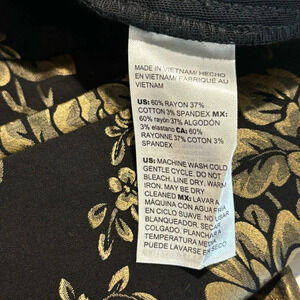 MADE IN VIETNAM/ HECHO
EN VIETNAM/ FABRIQUÉ AU
VIETNAM
US: 60% RAYON 37%
COTTON 3% SPANDEX MX:
60% RAYON 37% ALGODÓN
3% elastano CA: 60%
RAYONNE 37% COTON 3%
SPANDEX
US: MACHINE WASH COLD
GENTLE CYCLE. DO NOT
BLEACH. LINE DRY. WARM
IRON. MAY BE DRY
CLEANED MX: LAVAR A
MÁQUINA CON AGUA FRIA
EN CICLO SUAVE. NO USAR
BLANQUEADOR. SECAR
COLGADO. PLANCHAR A
TEMPERATURA MEDIA
PUEDE LAVARSE EN SECO